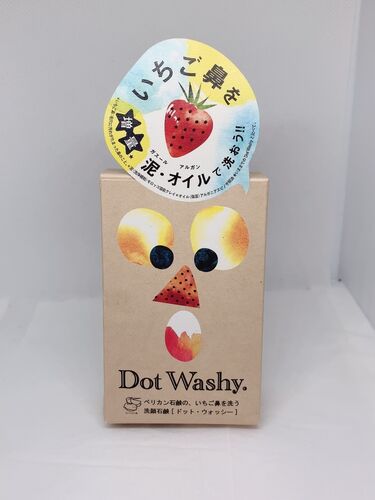 いちご鼻を
増量*
ガスール アルガン
泥・オイルで洗おう!!
Dot Washy.
ペリカン石鹸の、いちご鼻を洗う
洗顔石鹸[ドット・ウォッシー]